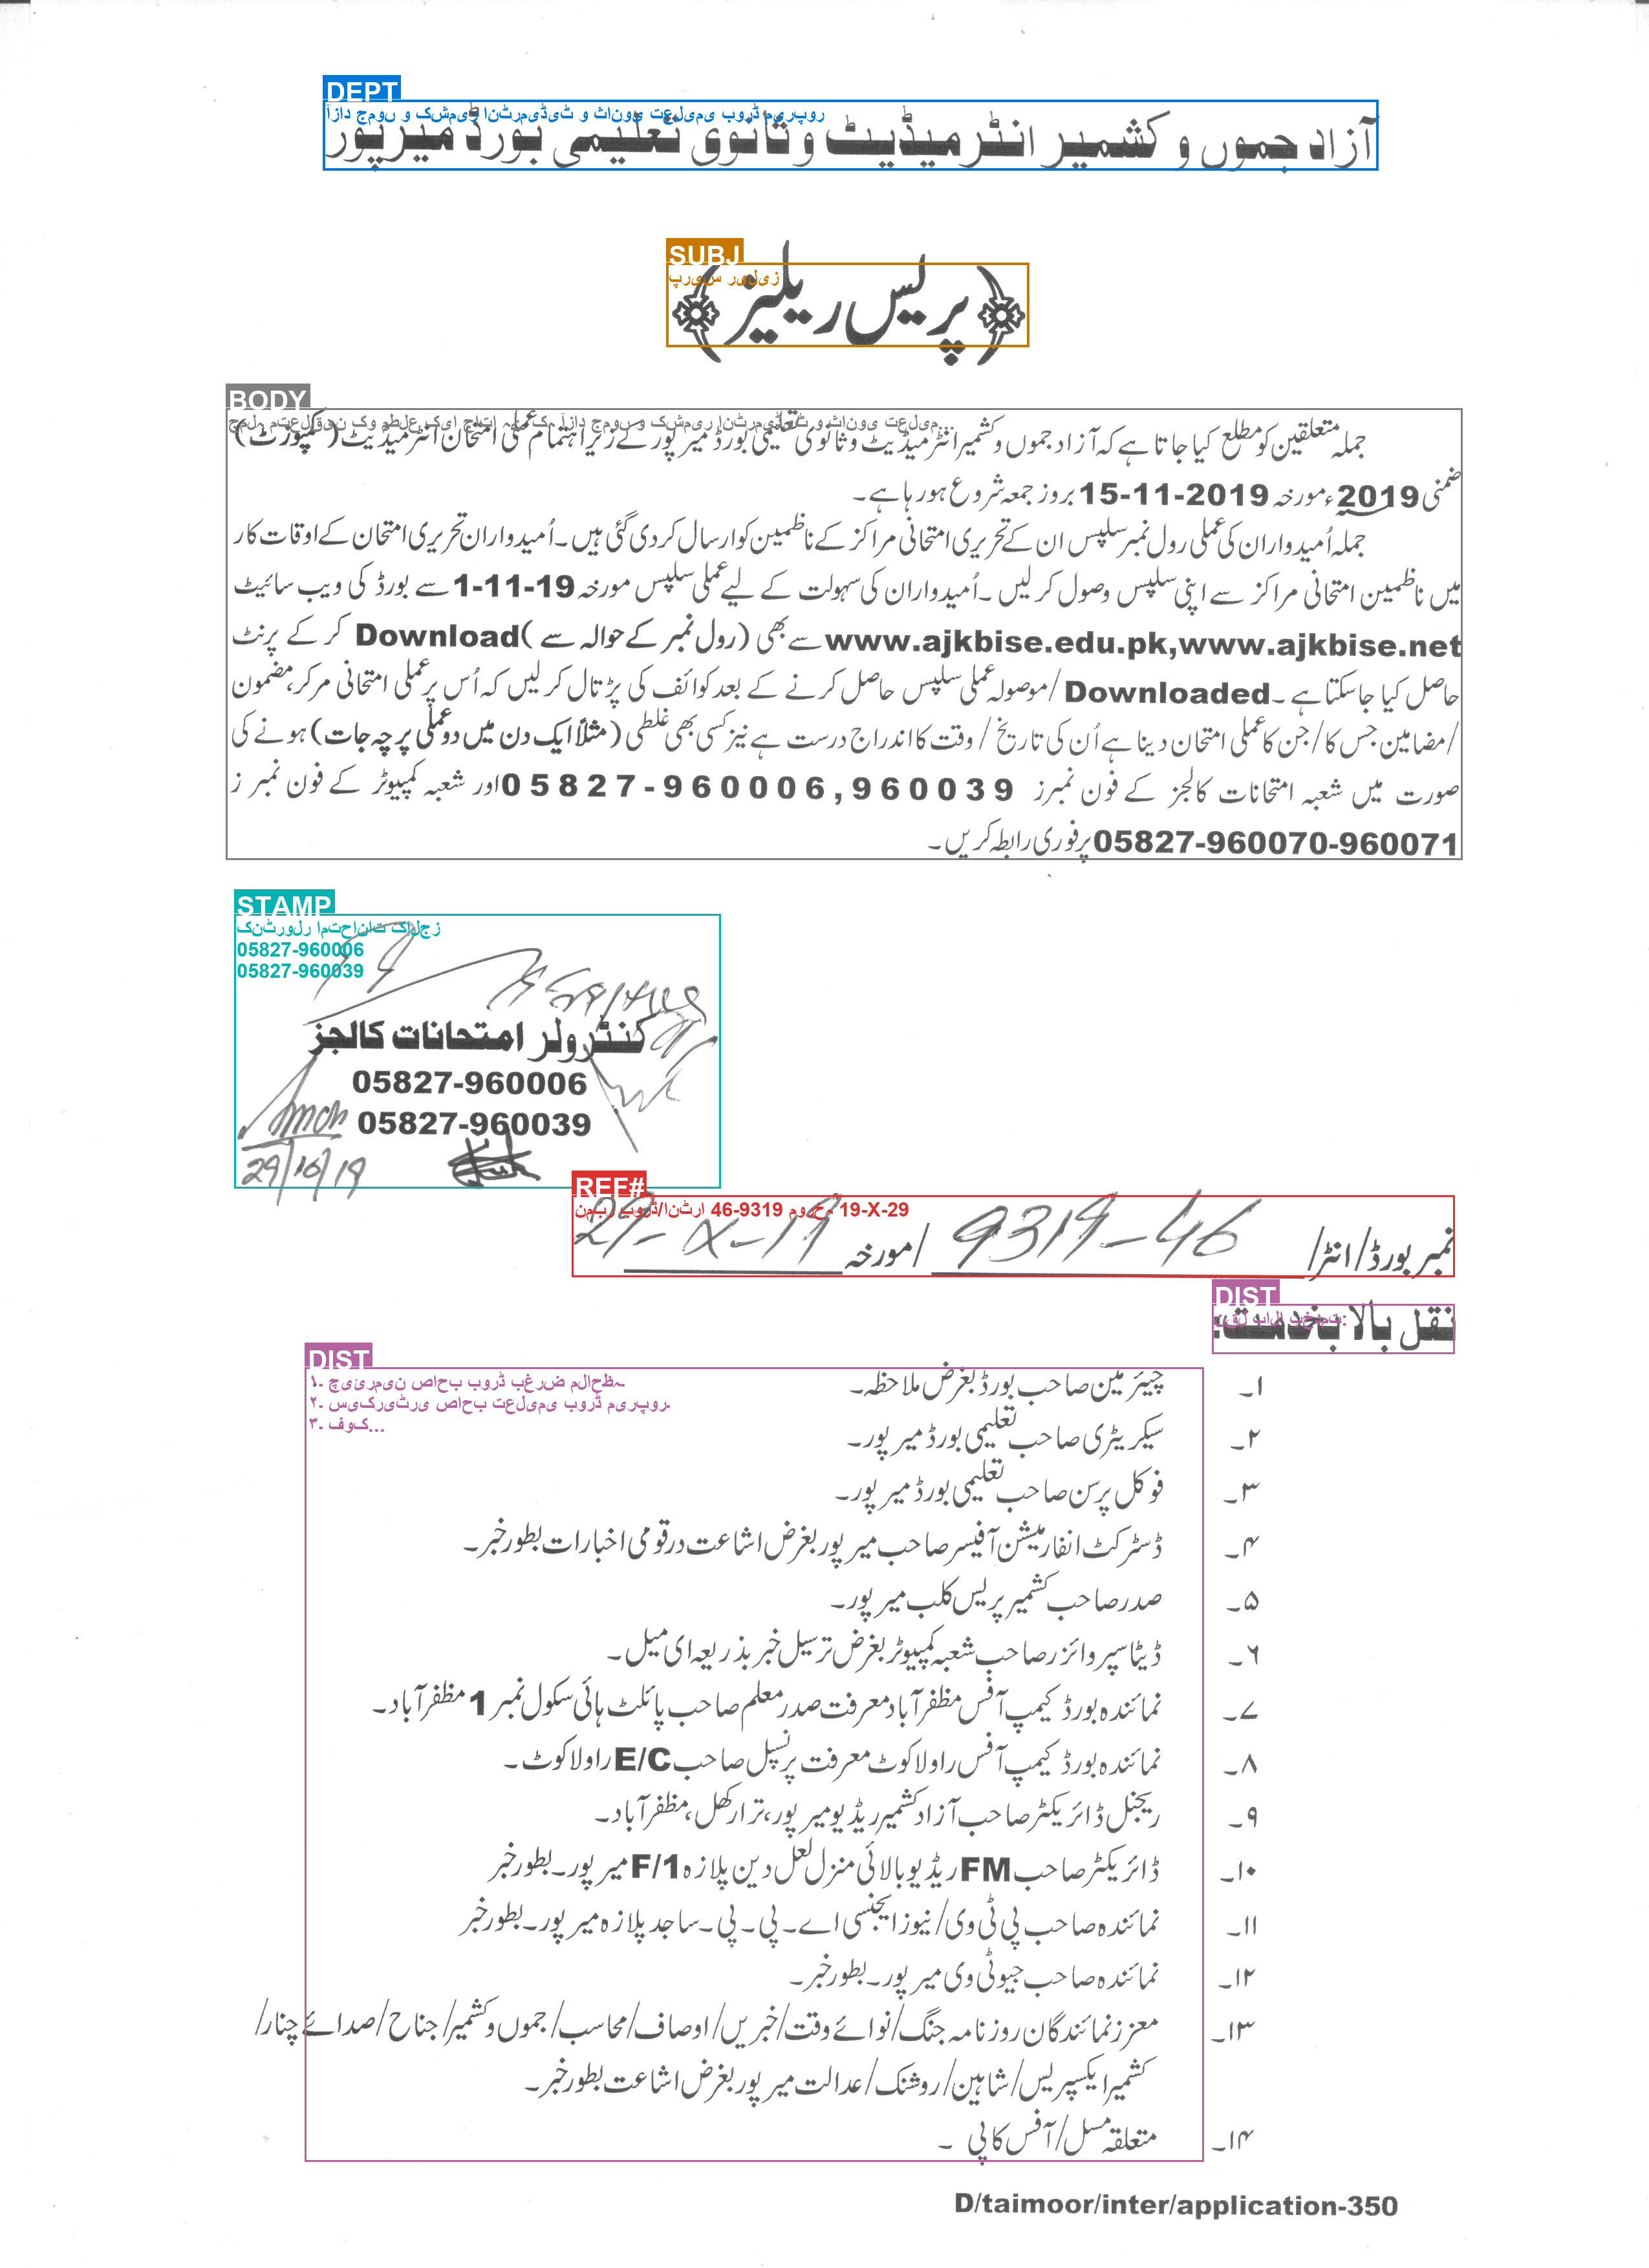 آزاد جموں و کشمیر انٹرمیڈیٹ و ثانوی تعلیمی بورڈ میرپور
پریس ریلیز
جملہ متعلقین کو مطلع کیا جاتا ہے کہ آزاد جموں و کشمیر انٹرمیڈیٹ و ثانوی تعلیمی بورڈ میرپور کے زیر اہتمام عملی امتحان انٹرمیڈیٹ (کمپوزٹ)
ضمنی 2019ء مورخہ 15-11-2019 بروز جمعہ شروع ہو رہا ہے۔
جملہ اُمیدواران کی عملی رول نمبر سلپس ان کے تحریری امتحانی مراکز کے ناظمین کو ارسال کر دی گئی ہیں۔ اُمیدواران تحریری امتحان کے اوقات کار
میں ناظمین امتحانی مراکز سے اپنی سلپس وصول کر لیں۔ اُمیدواران کی سہولت کے لیے عملی سلپس مورخہ 1-11-19 سے بورڈ کی ویب سائیٹ
www.ajkbise.edu.pk,www.ajkbise.net سے بھی (رول نمبر کے حوالہ سے) Download کر کے پرنٹ
حاصل کیا جاسکتا ہے۔ Downloaded/موصولہ عملی سلپس حاصل کرنے کے بعد کوائف کی پڑتال کر لیں کہ اُس پر عملی امتحانی مرکز، مضمون
/مضامین جس کا/جن کا عملی امتحان دینا ہے اُن کی تاریخ/وقت کا اندراج درست ہے نیز کسی بھی غلطی (مثلاً ایک دن میں دو عملی پرچہ جات) ہونے کی
صورت میں شعبہ امتحانات کالجز کے فون نمبرز 05827-960006,960039 اور شعبہ کمپیوٹر کے فون نمبرز
05827-960070-960071 پر فوری رابطہ کریں۔
کنٹرولر امتحانات کالجز
05827-960006
05827-960039
29/10/19
نمبر بورڈ/انٹر/ 9319-46 /مورخہ 29-X-19
نقل بالا بخدمت:
۱۔ چیئرمین صاحب بورڈ بغرض ملاحظہ۔
۲۔ سیکریٹری صاحب تعلیمی بورڈ میرپور۔
۳۔ فوکل پرسن صاحب تعلیمی بورڈ میرپور۔
۴۔ ڈسٹرکٹ انفارمیشن آفیسر صاحب میرپور بغرض اشاعت در قومی اخبارات بطور خبر۔
۵۔ صدر صاحب کشمیر پریس کلب میرپور۔
۶۔ ڈیٹا سپروائزر صاحب شعبہ کمپیوٹر بغرض ترسیل خبر بذریعہ ای میل۔
۷۔ نمائندہ بورڈ کیمپ آفس مظفرآباد معرفت صدر معلم صاحب پائلٹ ہائی سکول نمبر 1 مظفرآباد۔
۸۔ نمائندہ بورڈ کیمپ آفس راولاکوٹ معرفت پرنسپل صاحب E/C راولاکوٹ۔
۹۔ ریجنل ڈائریکٹر صاحب آزاد کشمیر ریڈیو میرپور، تراڑکھل، مظفرآباد۔
۱۰۔ ڈائریکٹر صاحب FM ریڈیو بالائی منزل لعل دین پلازہ F/1 میرپور۔ بطور خبر
۱۱۔ نمائندہ صاحب پی ٹی وی/نیوز ایجنسی اے۔ پی۔ پی۔ ساجد پلازہ میرپور۔ بطور خبر
۱۲۔ نمائندہ صاحب جیو ٹی وی میرپور۔ بطور خبر۔
۱۳۔ معزز نمائندگان روزنامہ جنگ/نوائے وقت/خبریں/اوصاف/محاسب/جموں و کشمیر/جناح/صدائے چنار/
کشمیر ایکسپریس/شاہین/روشنک/عدالت میرپور بغرض اشاعت بطور خبر۔
۱۴۔ متعلقہ مسل/آفس کاپی ۔
D/taimoor/inter/application-350
DEPT
SUBJ
BODY
STAMP
REF#
DIST
DIST